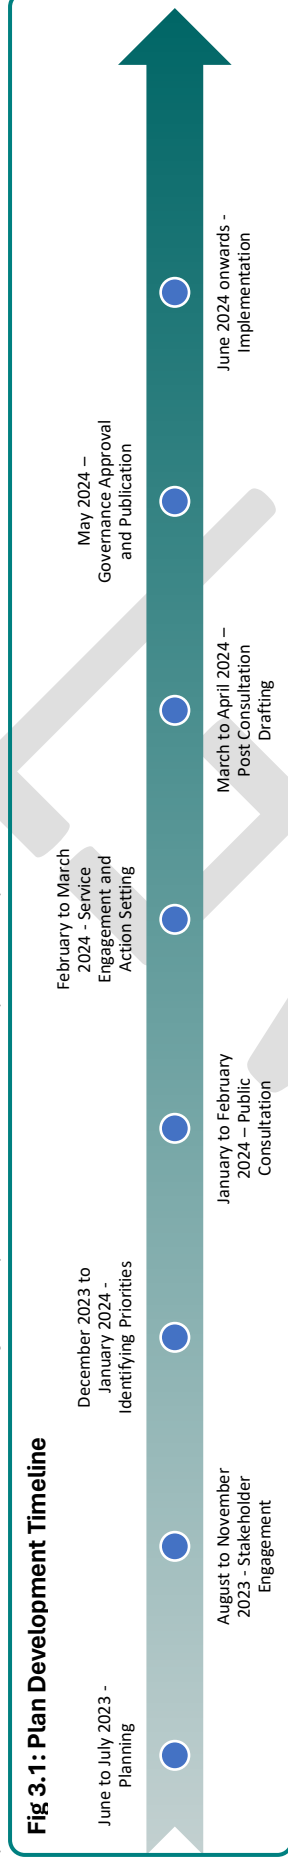 Fig 3.1: Plan Development Timeline
June to July 2023 -
Planning
August to November
2023 - Stakeholder
Engagement
December 2023 to
January 2024 -
Identifying Priorities
January to February
2024 – Public
Consultation
February to March
2024 - Service
Engagement and
Action Setting
March to April 2024 –
Post Consultation
Drafting
May 2024 –
Governance Approval
and Publication
June 2024 onwards -
Implementation